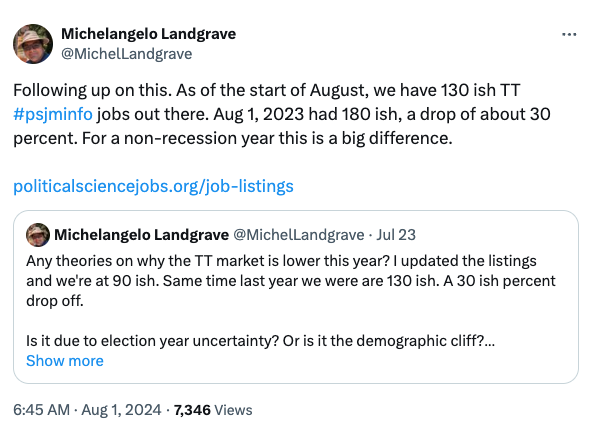 Michelangelo Landgrave
@MichelLandgrave
Following up on this. As of the start of August, we have 130 ish TT
#psjminfo jobs out there. Aug 1, 2023 had 180 ish, a drop of about 30
percent. For a non-recession year this is a big difference.
politicalsciencejobs.org/job-listings
Michelangelo Landgrave @MichelLandgrave · Jul 23
Any theories on why the TT market is lower this year? I updated the listings
and we're at 90 ish. Same time last year we were are 130 ish. A 30 ish percent
drop off.
Is it due to election year uncertainty? Or is it the demographic cliff?...
Show more
6:45 AM · Aug 1, 2024 · 7,346 Views